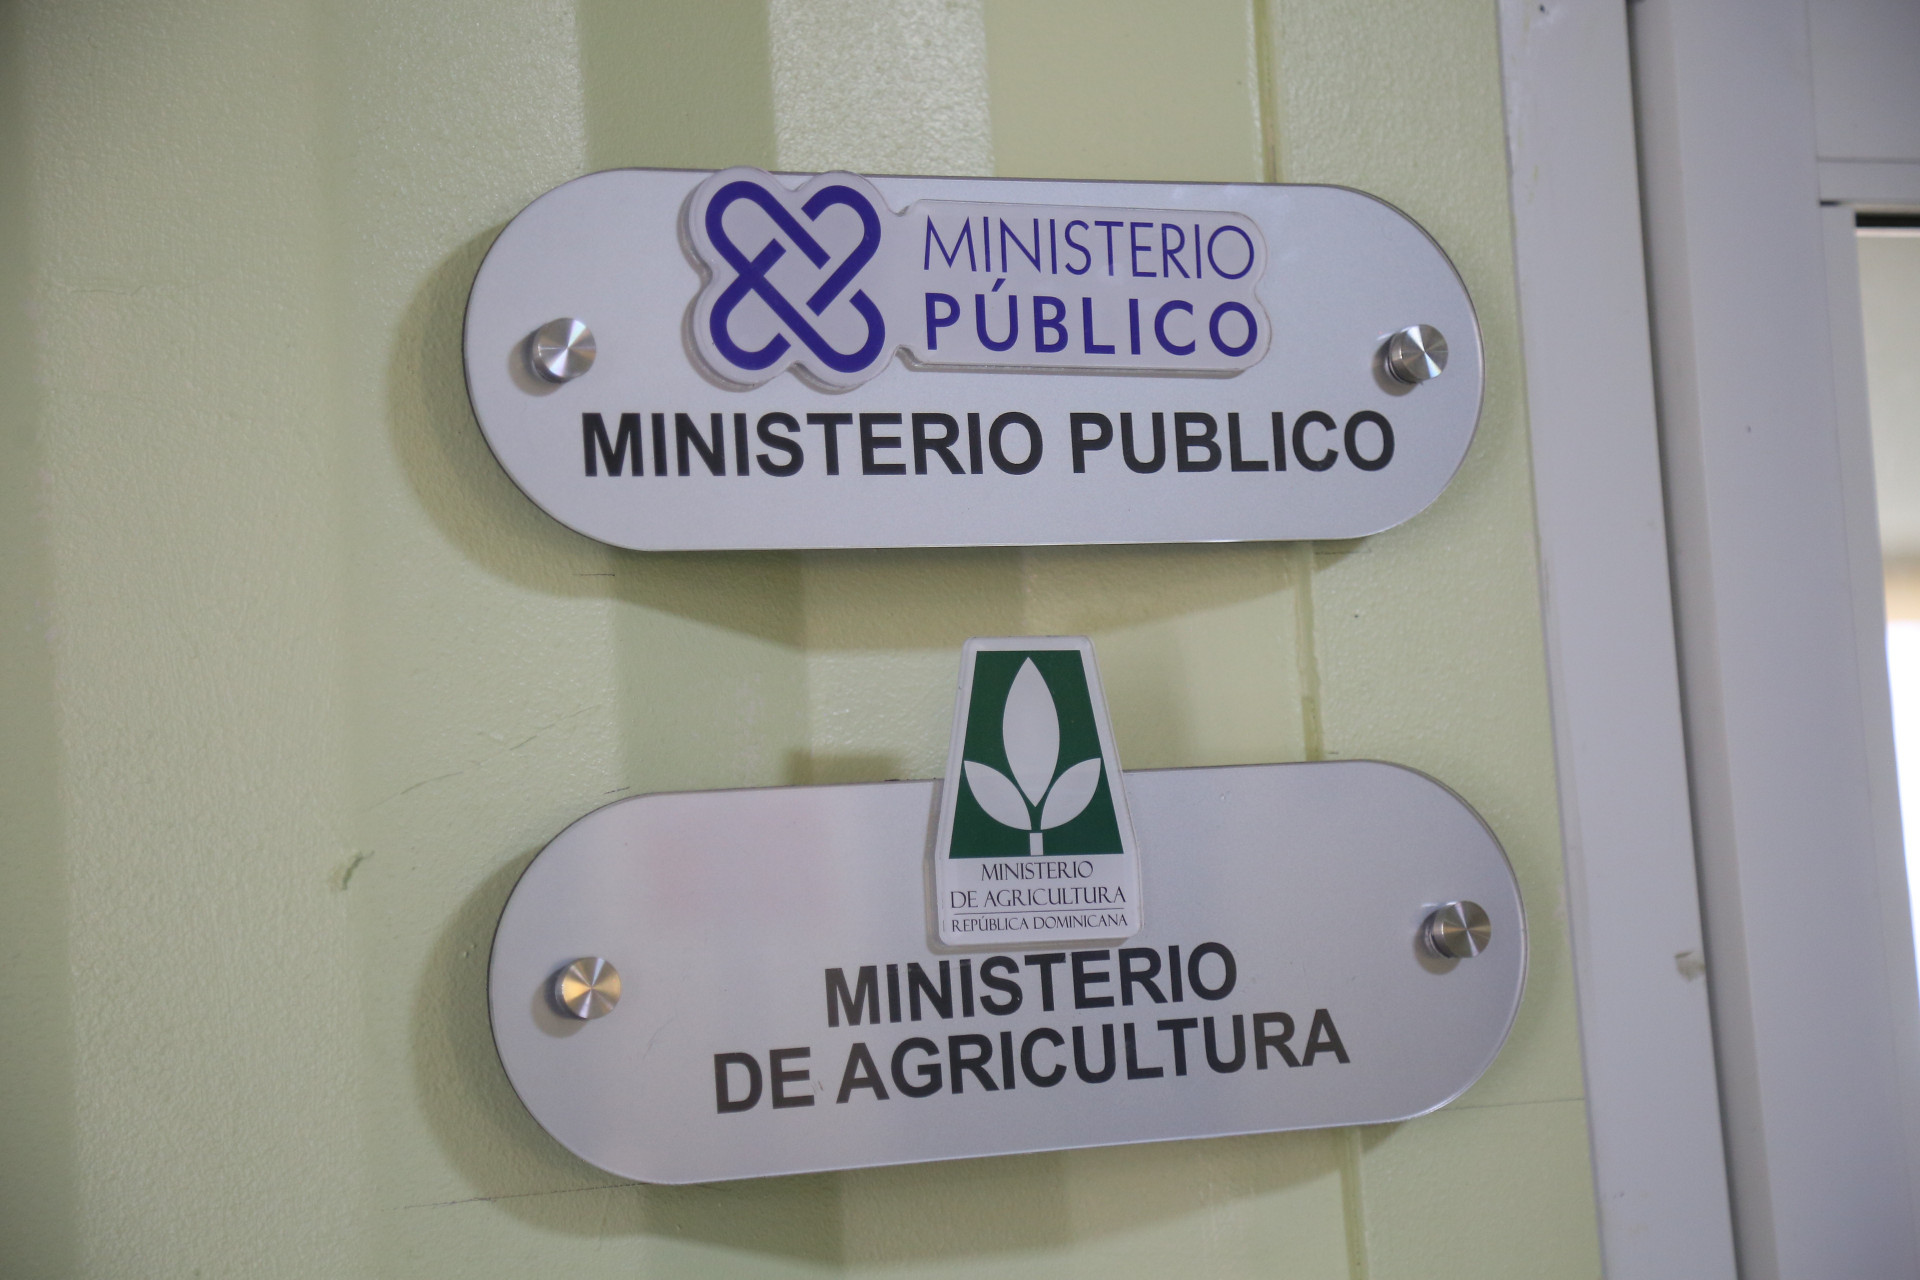 MINISTERIO
PÚBLICO
MINISTERIO PUBLICO
MINISTERIO
DE AGRICULTURA
REPÚBLICA DOMINICANA
MINISTERIO
DE AGRICULTURA